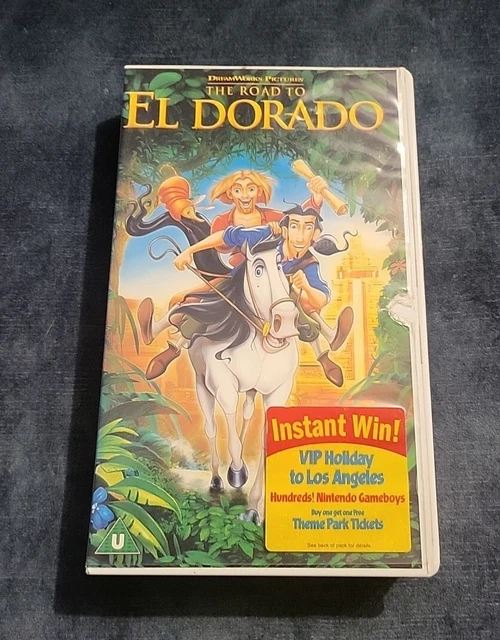 DREAMWORKS PICTURES
THE ROAD TO
EL DORADO
Instant Win!
VIP Holiday
to Los Angeles
Hundreds! Nintendo Gameboys
Buy one get one Free
Theme Park Tickets
See back of pack for details
U